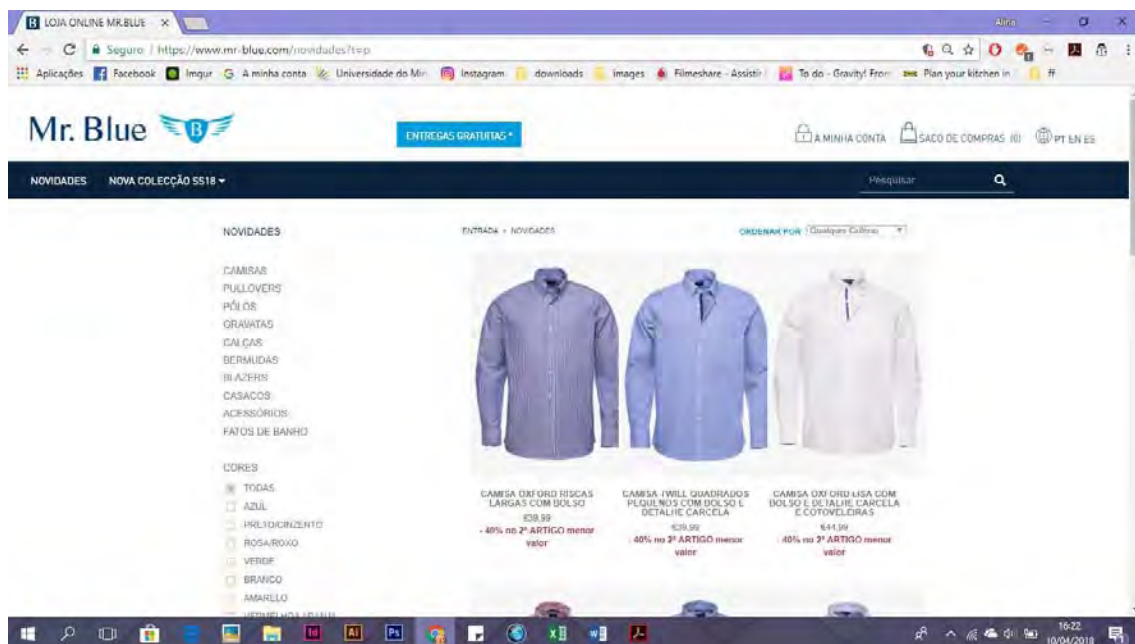 LOJA ONLINE MR.BLUE
Alina
Seguro | https://www.mr-blue.com/novidades?t=p
Aplicações Facebook Imgur A minha conta Universidade do Min Instagram downloads images Filmeshare - Assistir To do - Gravity! From Plan your kitchen in ff
Mr. Blue B
ENTREGAS GRATUITAS *
A MINHA CONTA SACO DE COMPRAS (0) PT EN ES
NOVIDADES NOVA COLECÇÃO SS18
Pesquisar
NOVIDADES
ENTRADA > NOVIDADES
ORDENAR POR
CAMISAS
PULLOVERS
PÓLOS
GRAVATAS
CALÇAS
BERMUDAS
BLAZERS
CASACOS
ACESSÓRIOS
FATOS DE BANHO
CORES
TODAS
AZUL
PRETO/CINZENTO
ROSA/ROXO
VERDE
BRANCO
AMARELO
CAMISA OXFORD RISCAS
LARGAS COM BOLSO
€39,99
- 40% no 2º ARTIGO menor
valor
CAMISA TWILL QUADRADOS
PEQUENOS COM BOLSO E
DETALHE CARCELA
€39,99
- 40% no 2º ARTIGO menor
valor
CAMISA OXFORD LISA COM
BOLSO E DETALHE CARCELA
E COTOVELEIRAS
€44,99
- 40% no 2º ARTIGO menor
valor
16:22
10/04/2018